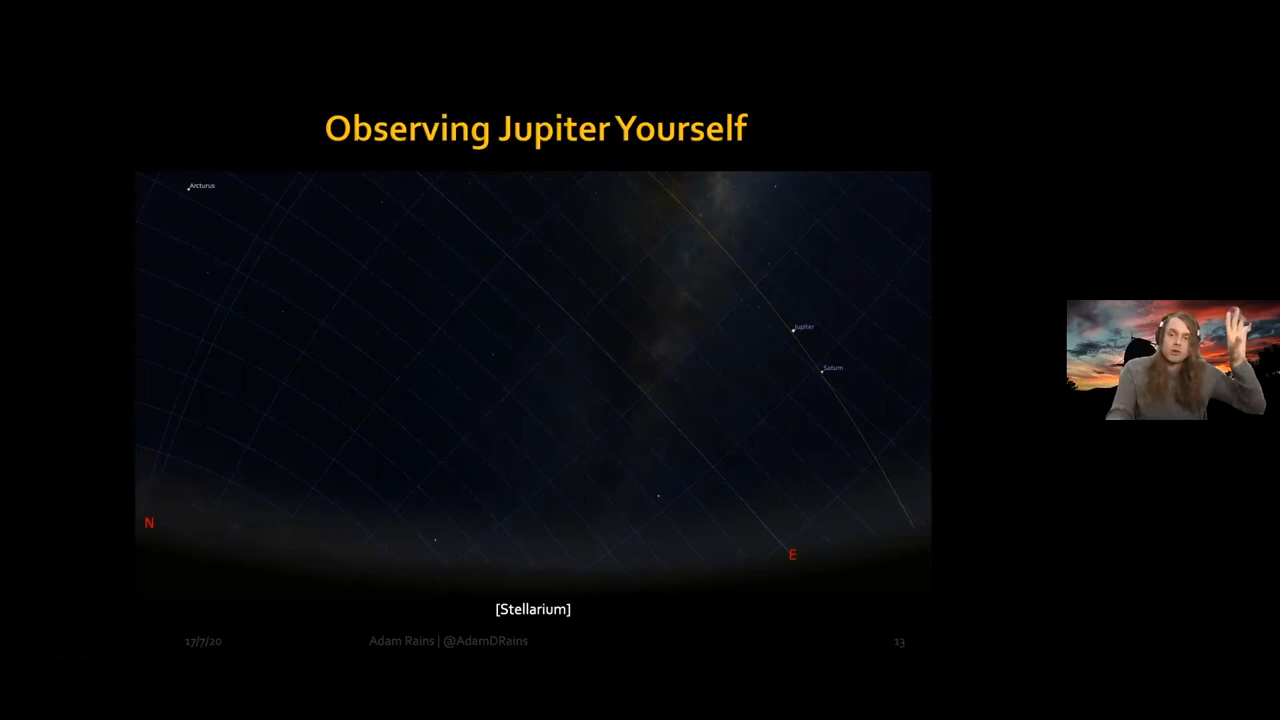 Observing Jupiter Yourself
Arcturus
Jupiter
Saturn
N
E
[Stellarium]
17/7/20
Adam Rains | @AdamDRains
13